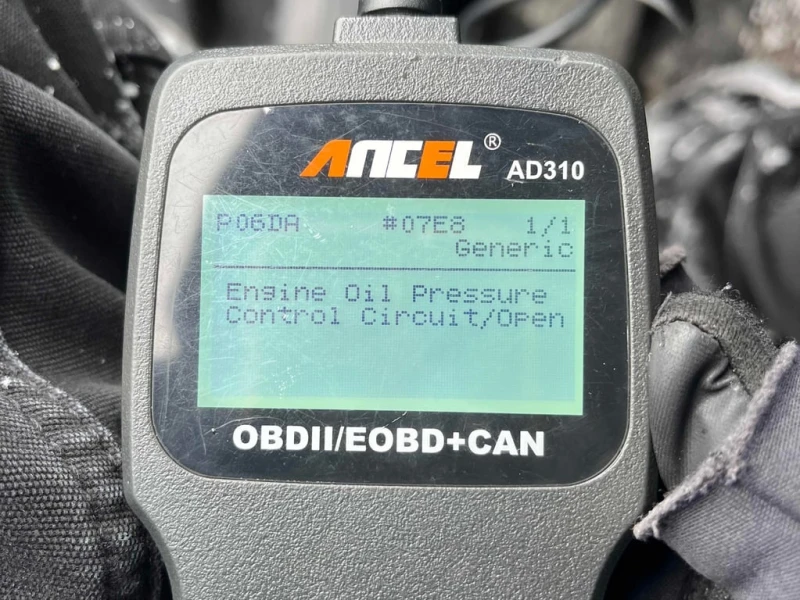 ANCEL® AD310
P06DA #07E8 1/1
Generic
Engine Oil Pressure
Control Circuit/Open
OBDII/EOBD+CAN